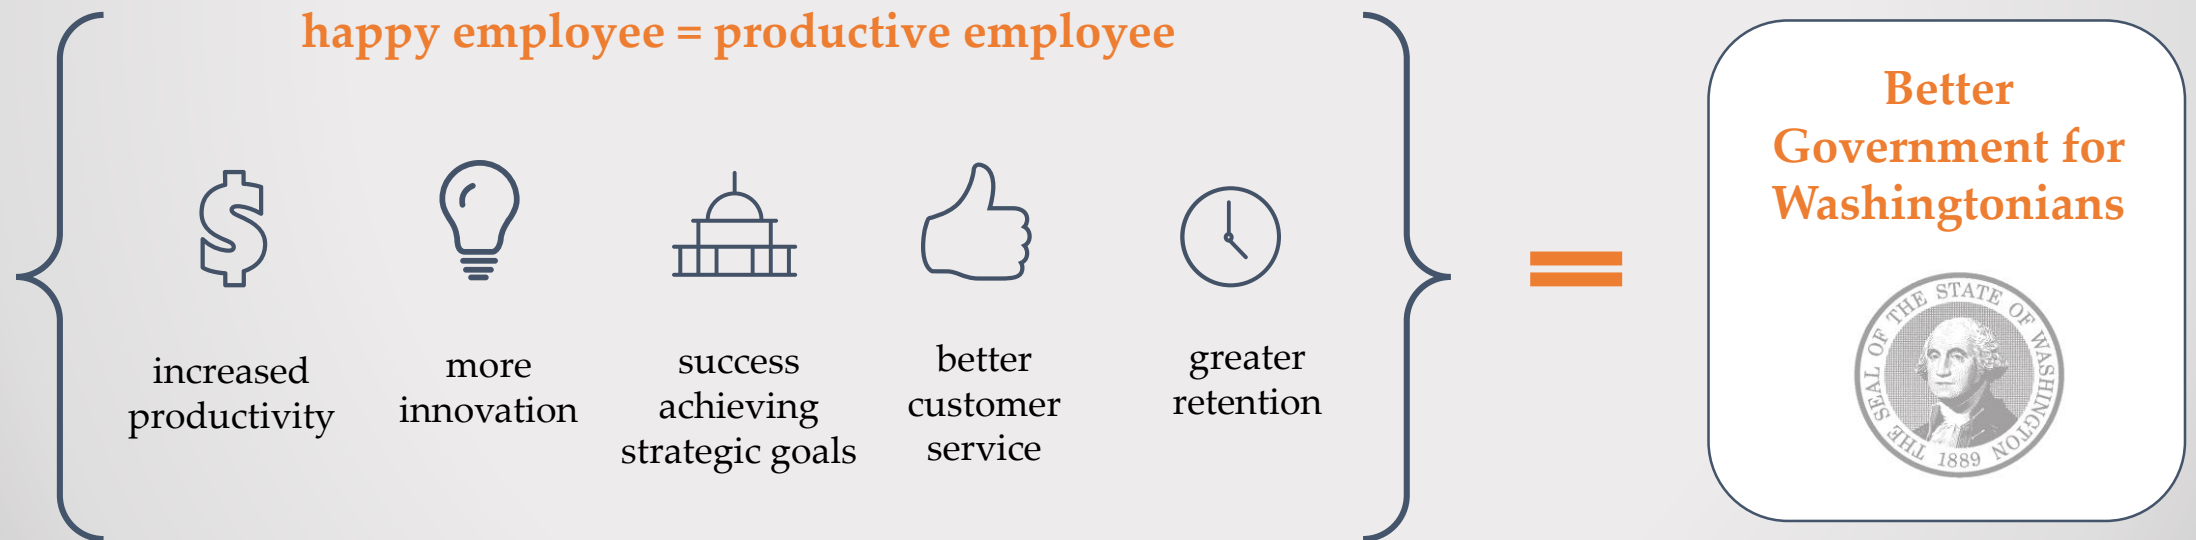 happy employee = productive employee
increased
productivity
more
innovation
success
achieving
strategic goals
better
customer
service
greater
retention
=
Better
Government for
Washingtonians
THE SEAL OF THE STATE OF WASHINGTON
1889